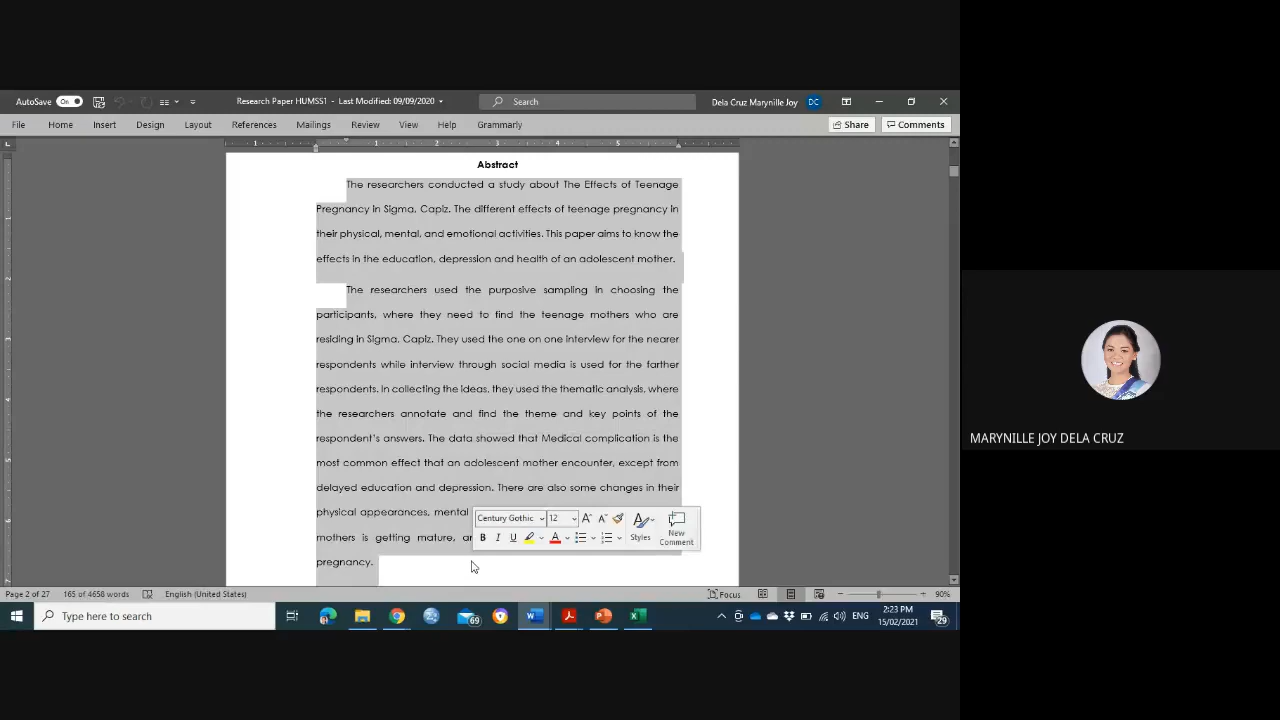 AutoSave On Research Paper HUMSS1 - Last Modified: 09/09/2020 Search Dela Cruz Marynille Joy DC
File Home Insert Design Layout References Mailings Review View Help Grammarly Share Comments
1 1 2 3 4 5
Abstract
The researchers conducted a study about The Effects of Teenage
Pregnancy in Sigma, Capiz. The different effects of teenage pregnancy in
their physical, mental, and emotional activities. This paper aims to know the
effects in the education, depression and health of an adolescent mother.
The researchers used the purposive sampling in choosing the
participants, where they need to find the teenage mothers who are
residing in Sigma, Capiz. They used the one on one interview for the nearer
respondents while interview through social media is used for the farther
respondents. In collecting the ideas, they used the thematic analysis, where
the researchers annotate and find the theme and key points of the
respondent's answers. The data showed that Medical complication is the
most common effect that an adolescent mother encounter, except from
delayed education and depression. There are also some changes in their
physical appearances, mental
mothers is getting mature,
pregnancy.
Century Gothic 12 Styles New Comment
B I U A
Page 2 of 27 165 of 4658 words English (United States) Focus 90%
Type here to search 69 ENG 2:23 PM 15/02/2021 29
MARYNILLE JOY DELA CRUZ